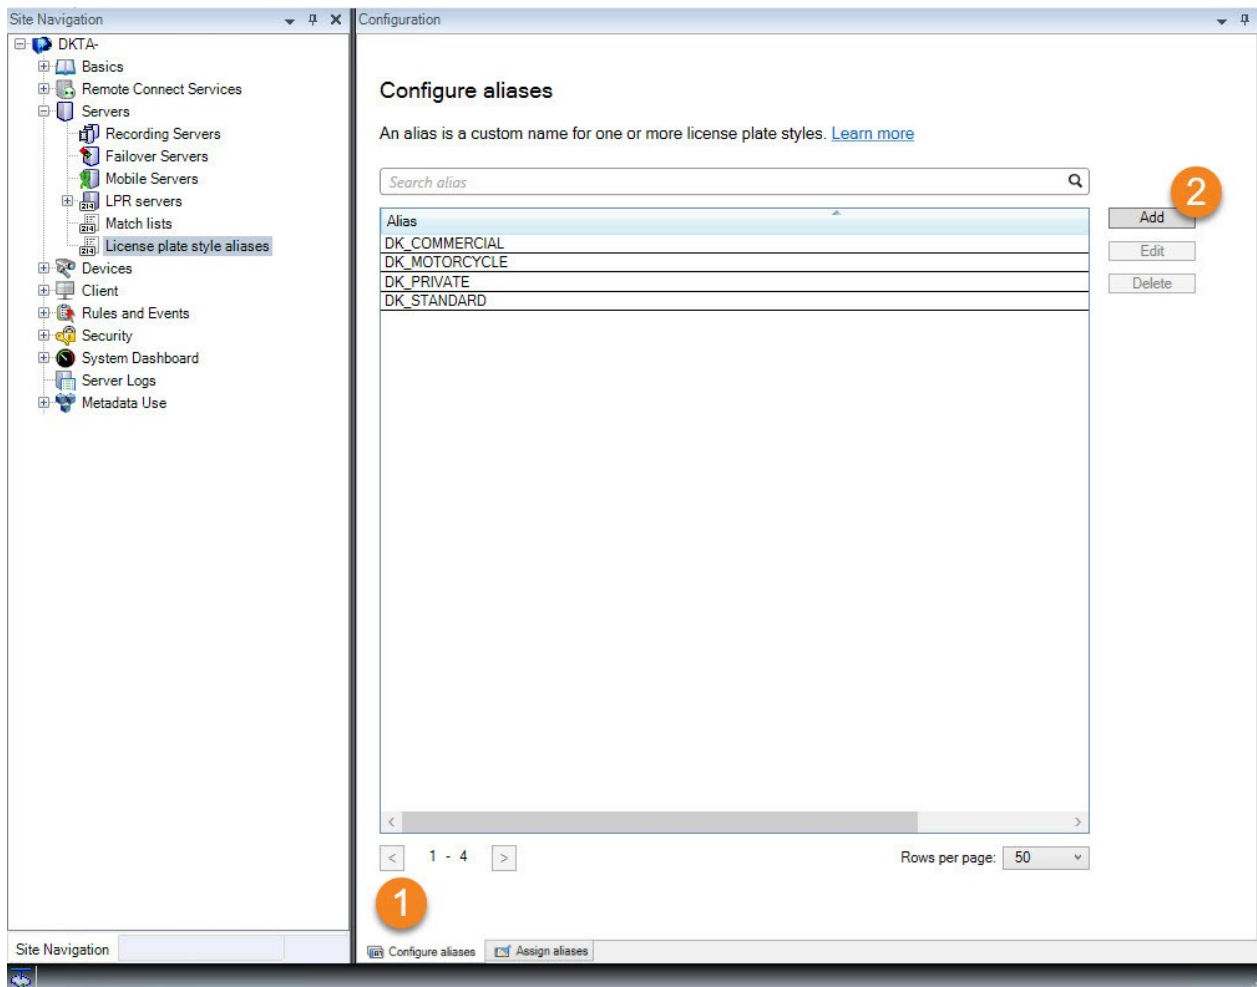 Site Navigation
DKTA-
Basics
Remote Connect Services
Servers
Recording Servers
Failover Servers
Mobile Servers
LPR servers
Match lists
License plate style aliases
Devices
Client
Rules and Events
Security
System Dashboard
Server Logs
Metadata Use
Site Navigation
Configuration
Configure aliases
An alias is a custom name for one or more license plate styles. Learn more
Search alias
2
Alias
Add
DK_COMMERCIAL
Edit
DK_MOTORCYCLE
DK_PRIVATE
Delete
DK_STANDARD
< 1 - 4 >
Rows per page: 50
1
Configure aliases
Assign aliases